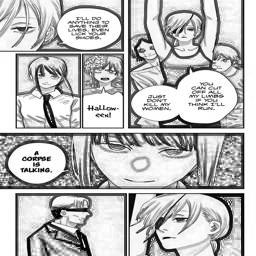 I'LL DO
ANYTHING TO
SAVE THEIR
LIVES, EVEN
LICK YOUR
SHOES.
YOU CAN
CUT OFF
ALL MY
LIMBS IF
YOU
THINK I'LL
RUN.
JUST
DON'T KILL
MY
WOMEN.
Hallow-
een!
A
CORPSE
IS
TALKING.